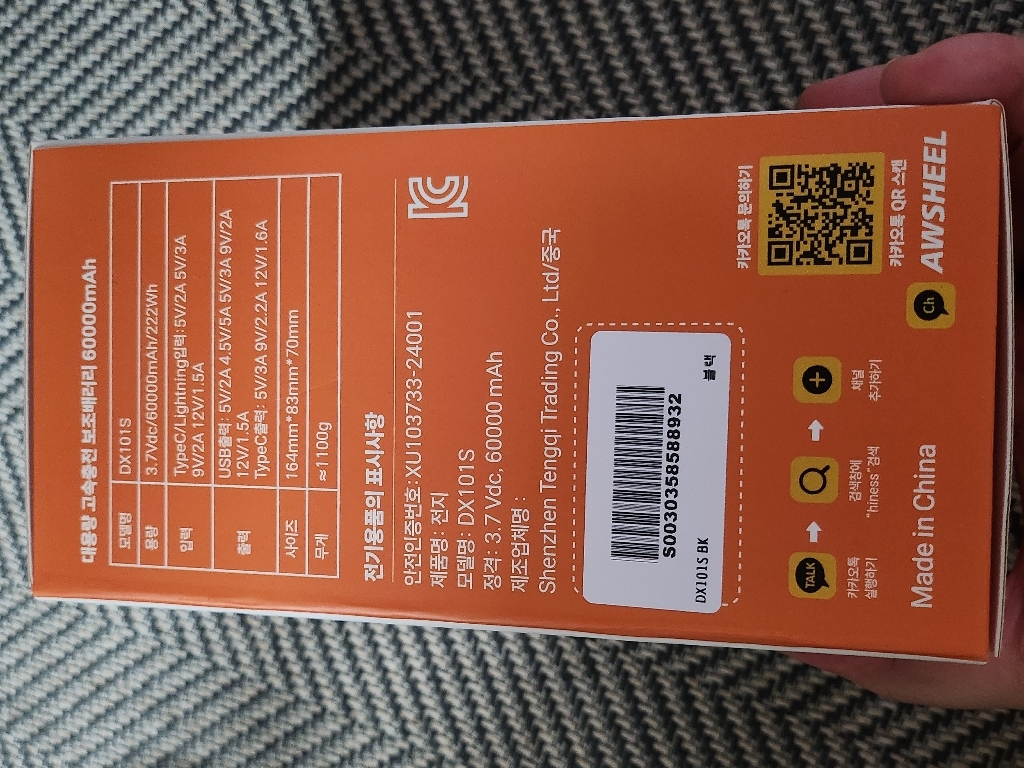 대용량 고속충전 보조배터리 60000mAh
모델명 DX101S
용량 3.7Vdc/60000mAh/222Wh
입력 TypeC/Lightning입력:5V/2A 5V/3A
9V/2A 12V/1.5A
출력 USB출력: 5V/2A 4.5V/5A 5V/3A 9V/2A
12V/1.5A
TypeC출력: 5V/3A 9V/2.2A 12V/1.6A
사이즈 164mm*83mm*70mm
무게 ≈1100g
전기용품의 표시사항
안전인증번호: XU103733-24001
제품명: 전지
모델명: DX101S
정격: 3.7 Vdc, 60000 mAh
제조업체명 :
Shenzhen Tengqi Trading Co., Ltd/중국
S003035858 8932
DX101S BK 블랙
TALK
카카오톡
실행하기
검색창에
"hiness"검색
채널
추가하기
카카오톡 문의하기
카카오톡 QR 스캔
Made in China
Ch
AWSHEEL